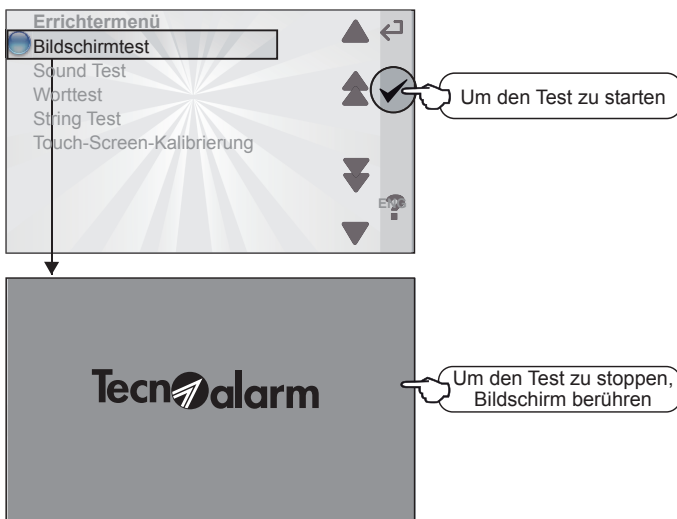 Errichtermenü
Bildschirmtest
Sound Test
Worttest
String Test
Touch-Screen-Kalibrierung
ENG
?
Um den Test zu starten
Tecnoalarm
Um den Test zu stoppen,
Bildschirm berühren